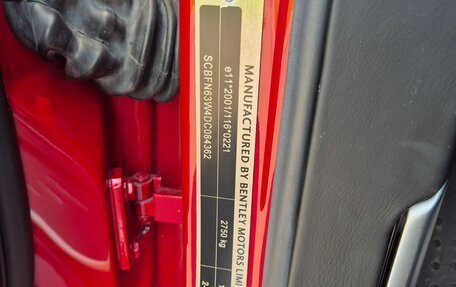 MANUFACTURED BY BENTLEY MOTORS LIMI
e11*2001/116*0221
SCBFN63W4DC084362
2750 kg